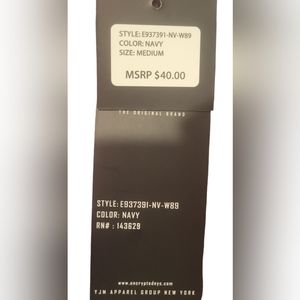 STYLE: E937391-NV-W89
COLOR: NAVY
SIZE: MEDIUM
MSRP $40.00
THE ORIGINAL BRAND
STYLE: E937391-NV-W89
COLOR: NAVY
RN# : 143629
www.encryptednys.com
YJM APPAREL GROUP NEW YORK